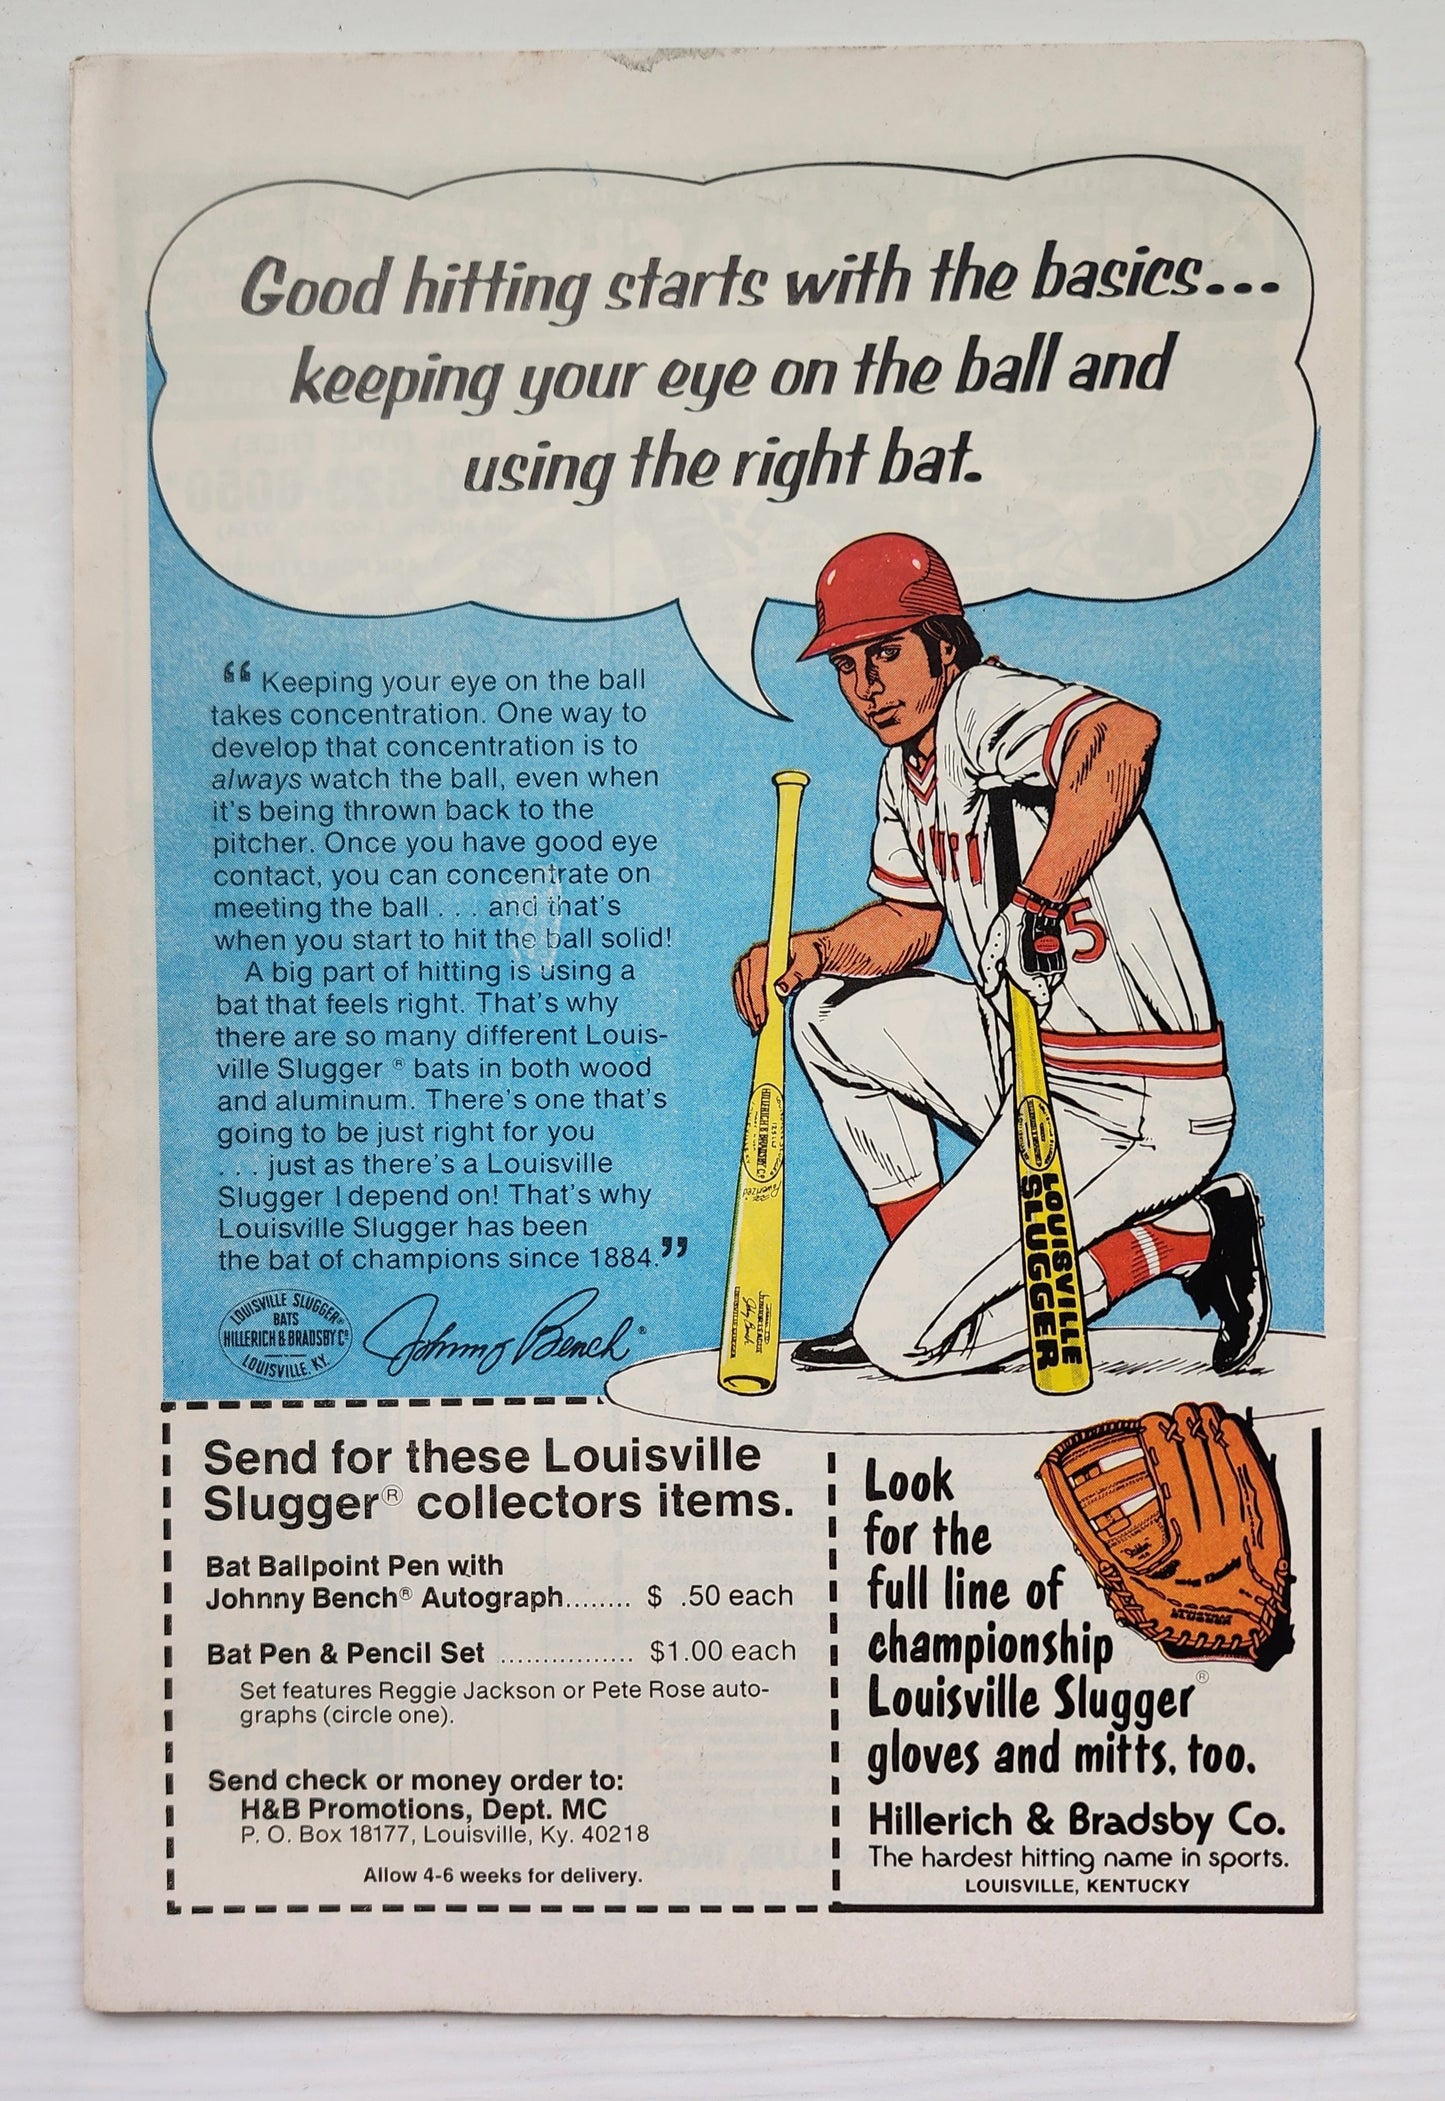 Good hitting starts with the basics...
keeping your eye on the ball and
using the right bat.
“Keeping your eye on the ball
takes concentration. One way to
develop that concentration is to
always watch the ball, even when
it's being thrown back to the
pitcher. Once you have good eye
contact, you can concentrate on
meeting the ball . . . and that's
when you start to hit the ball solid!
A big part of hitting is using a
bat that feels right. That's why
there are so many different Louis-
ville Slugger ® bats in both wood
and aluminum. There's one that's
going to be just right for you
. . . just as there's a Louisville
Slugger I depend on! That's why
Louisville Slugger has been
the bat of champions since 1884.”
LOUISVILLE SLUGGER®
BATS
HILLERICH & BRADSBY Cº
LOUISVILLE, KY.
Johnny Bench®
5
HILLERICH & BRADSBY Cº
LOUISVILLE
SLUGGER
Send for these Louisville
Slugger® collectors items.
Bat Ballpoint Pen with
Johnny Bench® Autograph........ $ .50 each
Bat Pen & Pencil Set ................ $1.00 each
Set features Reggie Jackson or Pete Rose auto-
graphs (circle one).
Send check or money order to:
H&B Promotions, Dept. MC
P. O. Box 18177, Louisville, Ky. 40218
Allow 4-6 weeks for delivery.
Look
for the
full line of
championship
Louisville Slugger®
gloves and mitts, too.
Hillerich & Bradsby Co.
The hardest hitting name in sports.
LOUISVILLE, KENTUCKY
LOUISVILLE
SLUGGER